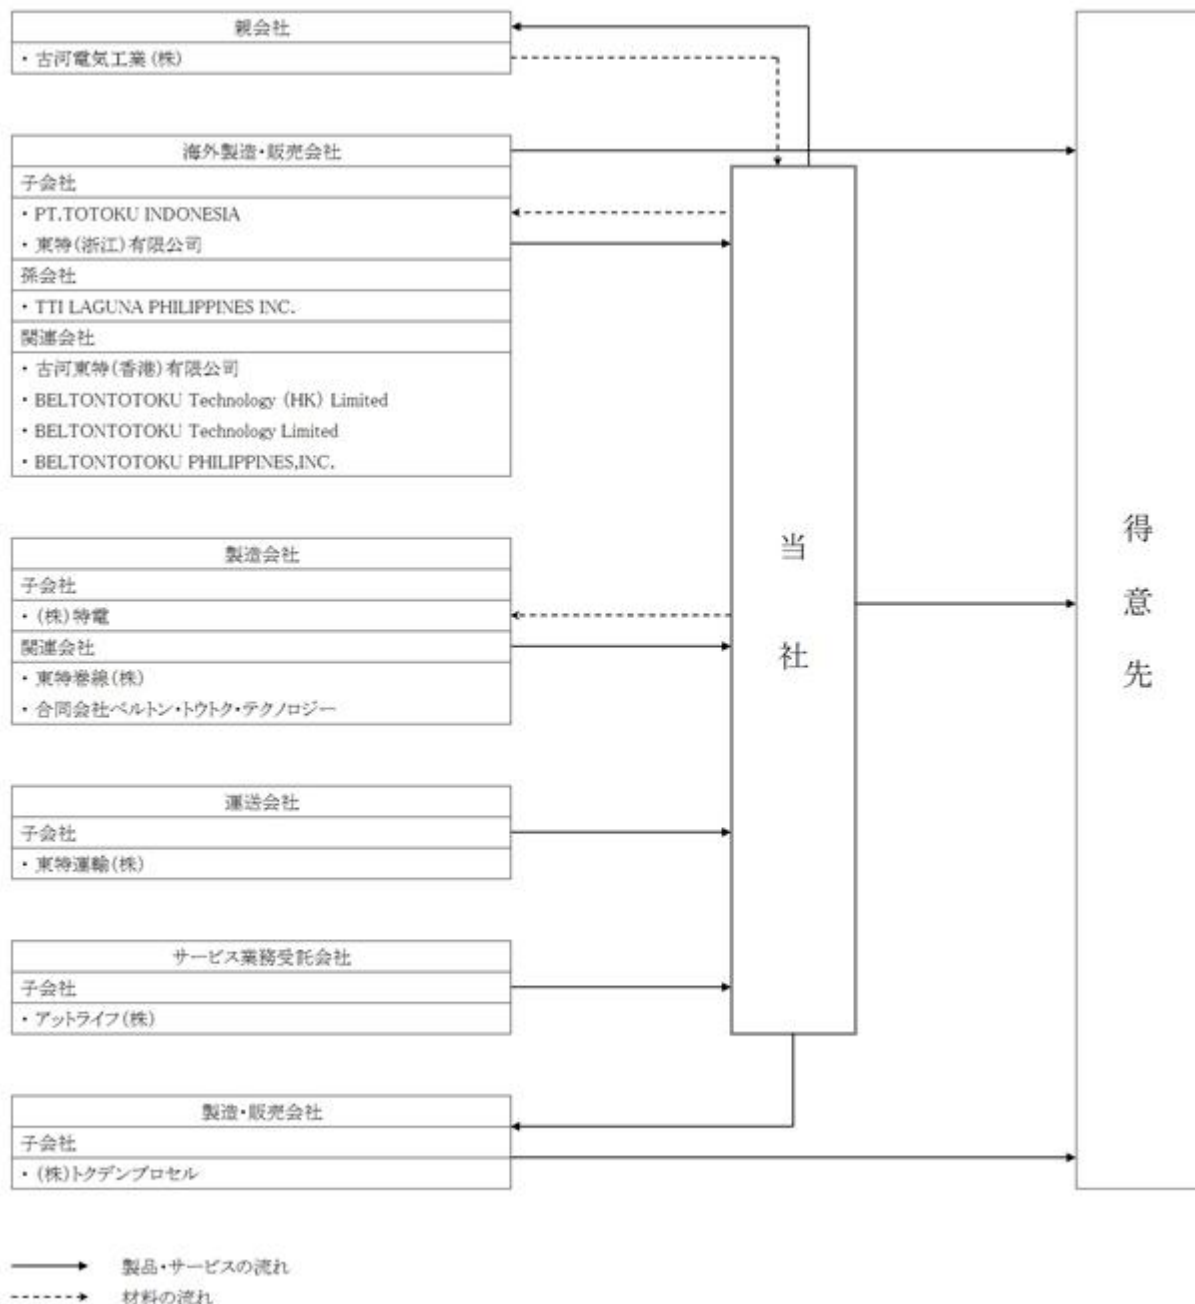 親会社
・古河電気工業(株)
海外製造・販売会社
子会社
・PT.TOTOKU INDONESIA
・東特(浙江)有限公司
孫会社
・TTI LAGUNA PHILIPPINES INC.
関連会社
・古河東特(香港)有限公司
・BELTONTOTOKU Technology (HK) Limited
・BELTONTOTOKU Technology Limited
・BELTONTOTOKU PHILIPPINES,INC.
製造会社
子会社
・(株)特電
関連会社
・東特巻線(株)
・合同会社ベルトン・トウトク・テクノロジー
運送会社
子会社
・東特運輸(株)
サービス業務受託会社
子会社
・アットライフ(株)
製造・販売会社
子会社
・(株)トクデンプロセル
当社
得意先
製品・サービスの流れ
材料の流れ